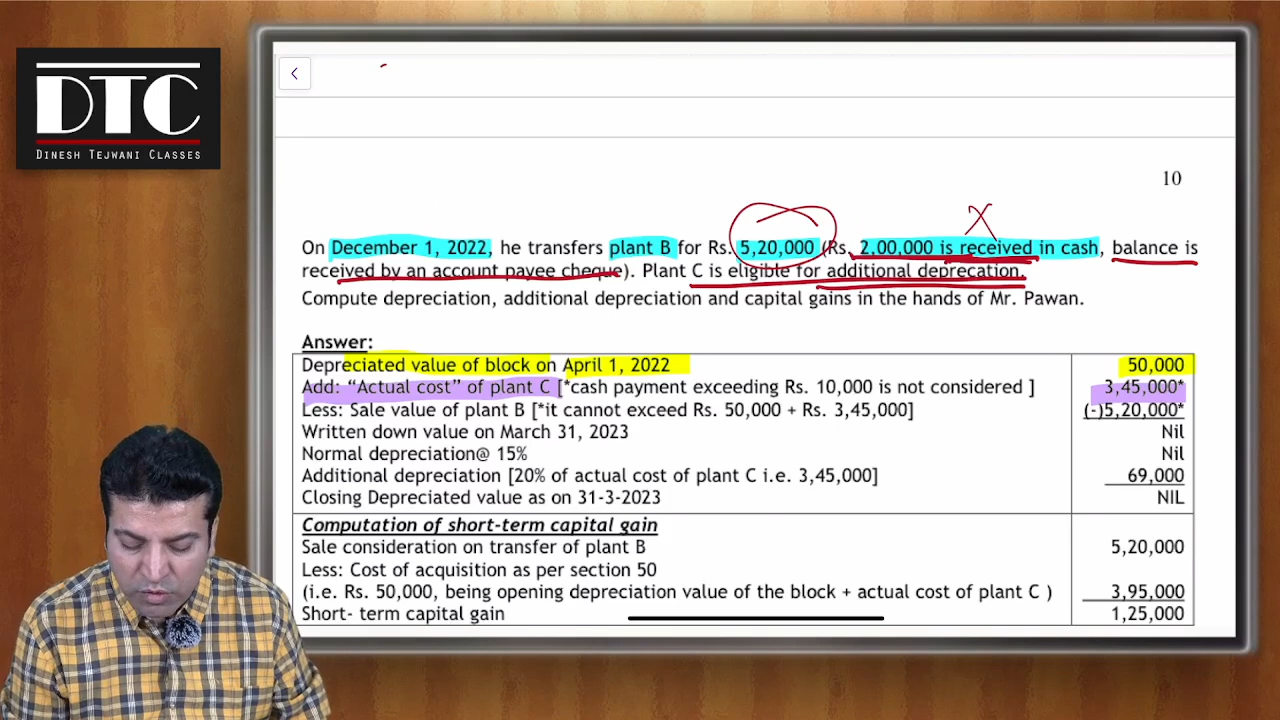 DTC
DINESH TEJWANI CLASSES
10
On December 1, 2022, he transfers plant B for Rs. 5,20,000 (Rs. 2,00,000 is received in cash, balance is
received by an account payee cheque). Plant C is eligible for additional deprecation.
Compute depreciation, additional depreciation and capital gains in the hands of Mr. Pawan.
Answer:
Depreciated value of block on April 1, 2022 50,000
Add: “Actual cost” of plant C [*cash payment exceeding Rs. 10,000 is not considered ] 3,45,000*
Less: Sale value of plant B [*it cannot exceed Rs. 50,000 + Rs. 3,45,000] (-)5,20,000*
Written down value on March 31, 2023 Nil
Normal depreciation@ 15% Nil
Additional depreciation [20% of actual cost of plant C i.e. 3,45,000] 69,000
Closing Depreciated value as on 31-3-2023 NIL
Computation of short-term capital gain
Sale consideration on transfer of plant B 5,20,000
Less: Cost of acquisition as per section 50
(i.e. Rs. 50,000, being opening depreciation value of the block + actual cost of plant C ) 3,95,000
Short- term capital gain 1,25,000